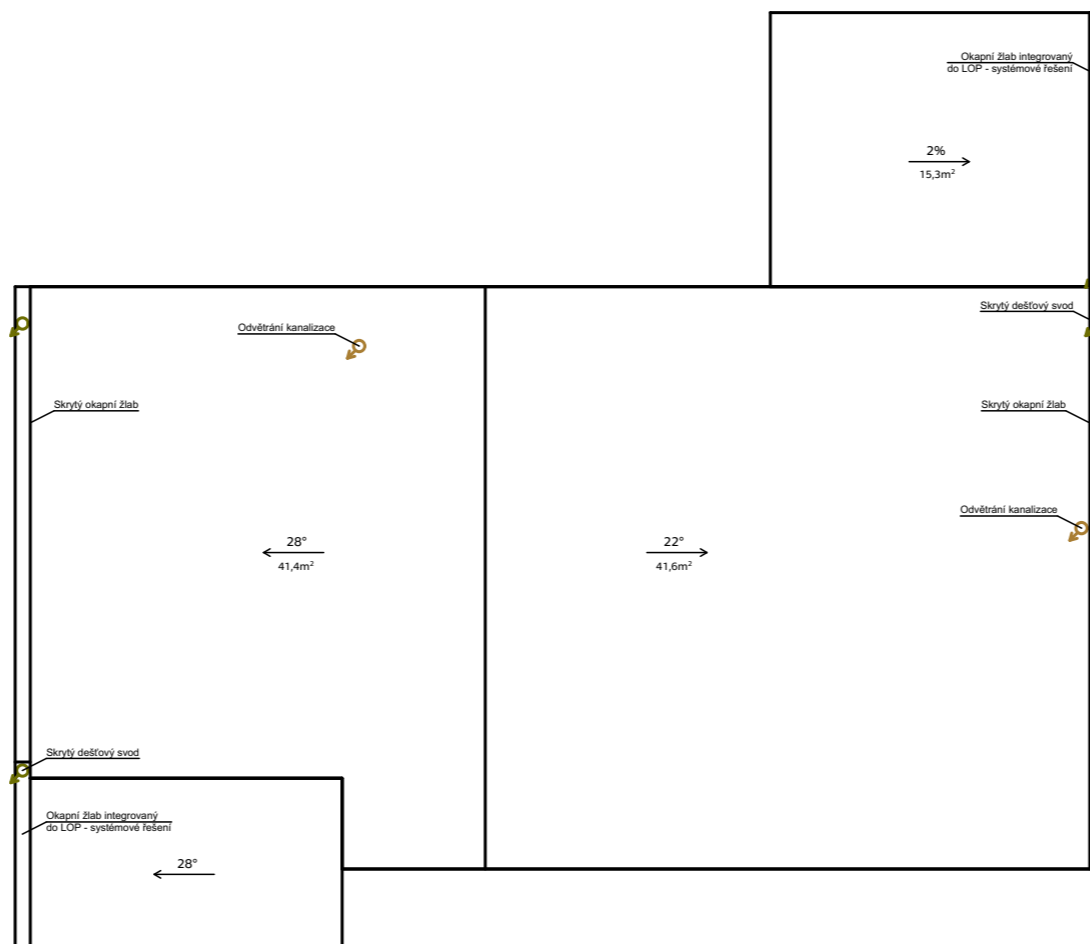 Okapní žlab integrovaný
do LOP - systémové řešení
2%
15,3m²
Skrytý dešťový svod
Odvětrání kanalizace
Skrytý okapní žlab
Skrytý okapní žlab
Odvětrání kanalizace
28°
41,4m²
22°
41,6m²
Skrytý dešťový svod
Okapní žlab integrovaný
do LOP - systémové řešení
28°